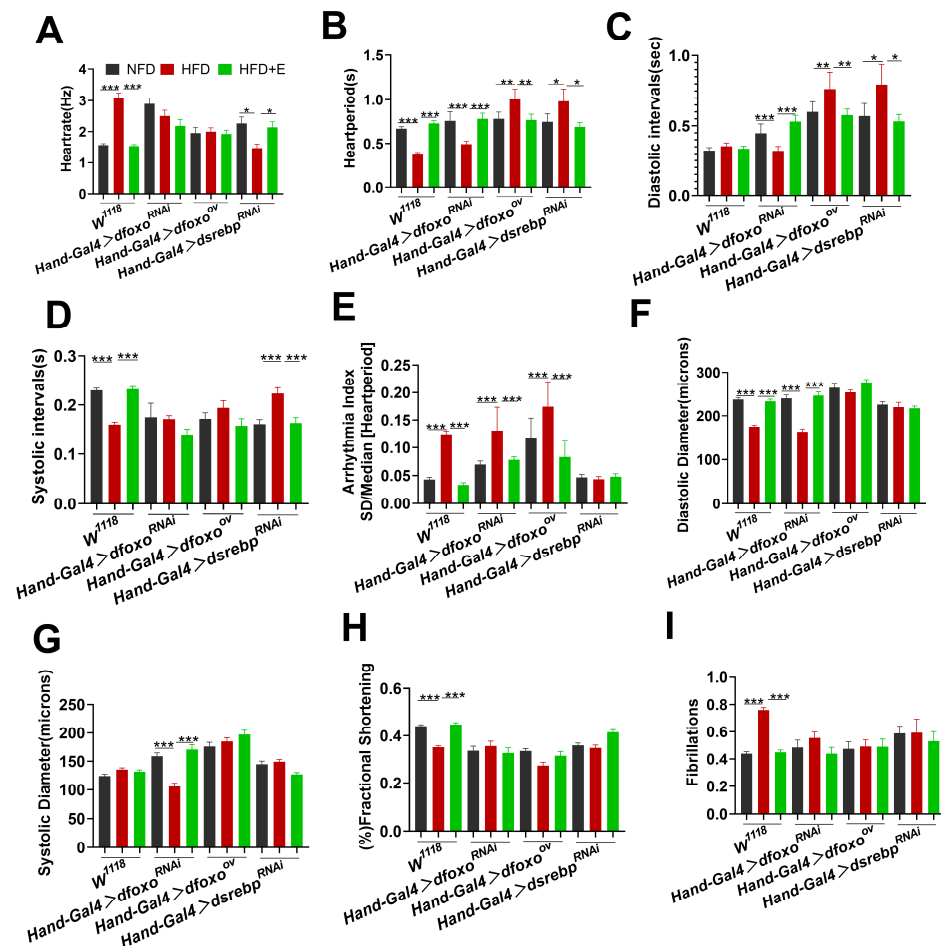 A
NFD HFD HFD+E
Heartrate(Hz)
4
3
2
1
0
*** ***
* *
W1118
Hand-Gal4>dfoxoRNAi
Hand-Gal4>dfoxoov
Hand-Gal4>dsrebpRNAi
B
Heartperiod(s)
1.5
1.0
0.5
0.0
*** *** *** *** ** ** * *
W1118
Hand-Gal4>dfoxoRNAi
Hand-Gal4>dfoxoov
Hand-Gal4>dsrebpRNAi
C
Diastolic intervals(sec)
1.0
0.5
0.0
*** *** ** ** * *
W1118
Hand-Gal4>dfoxoRNAi
Hand-Gal4>dfoxoov
Hand-Gal4>dsrebpRNAi
D
Systolic intervals(s)
0.3
0.2
0.1
0.0
*** *** *** ***
W1118
Hand-Gal4>dfoxoRNAi
Hand-Gal4>dfoxoov
Hand-Gal4>dsrebpRNAi
E
Arrhythmia Index
SD/Median [Heartperiod]
0.25
0.20
0.15
0.10
0.05
0.00
*** *** *** *** *** ***
W1118
Hand-Gal4>dfoxoRNAi
Hand-Gal4>dfoxoov
Hand-Gal4>dsrebpRNAi
F
Diastolic Diameter(microns)
300
200
100
0
*** *** *** ***
W1118
Hand-Gal4>dfoxoRNAi
Hand-Gal4>dfoxoov
Hand-Gal4>dsrebpRNAi
G
Systolic Diameter(microns)
250
200
150
100
50
0
*** ***
W1118
Hand-Gal4>dfoxoRNAi
Hand-Gal4>dfoxoov
Hand-Gal4>dsrebpRNAi
H
(%)Fractional Shortening
0.6
0.4
0.2
0.0
*** ***
W1118
Hand-Gal4>dfoxoRNAi
Hand-Gal4>dfoxoov
Hand-Gal4>dsrebpRNAi
I
Fibrillations
1.0
0.8
0.6
0.4
0.2
0.0
*** ***
W1118
Hand-Gal4>dfoxoRNAi
Hand-Gal4>dfoxoov
Hand-Gal4>dsrebpRNAi